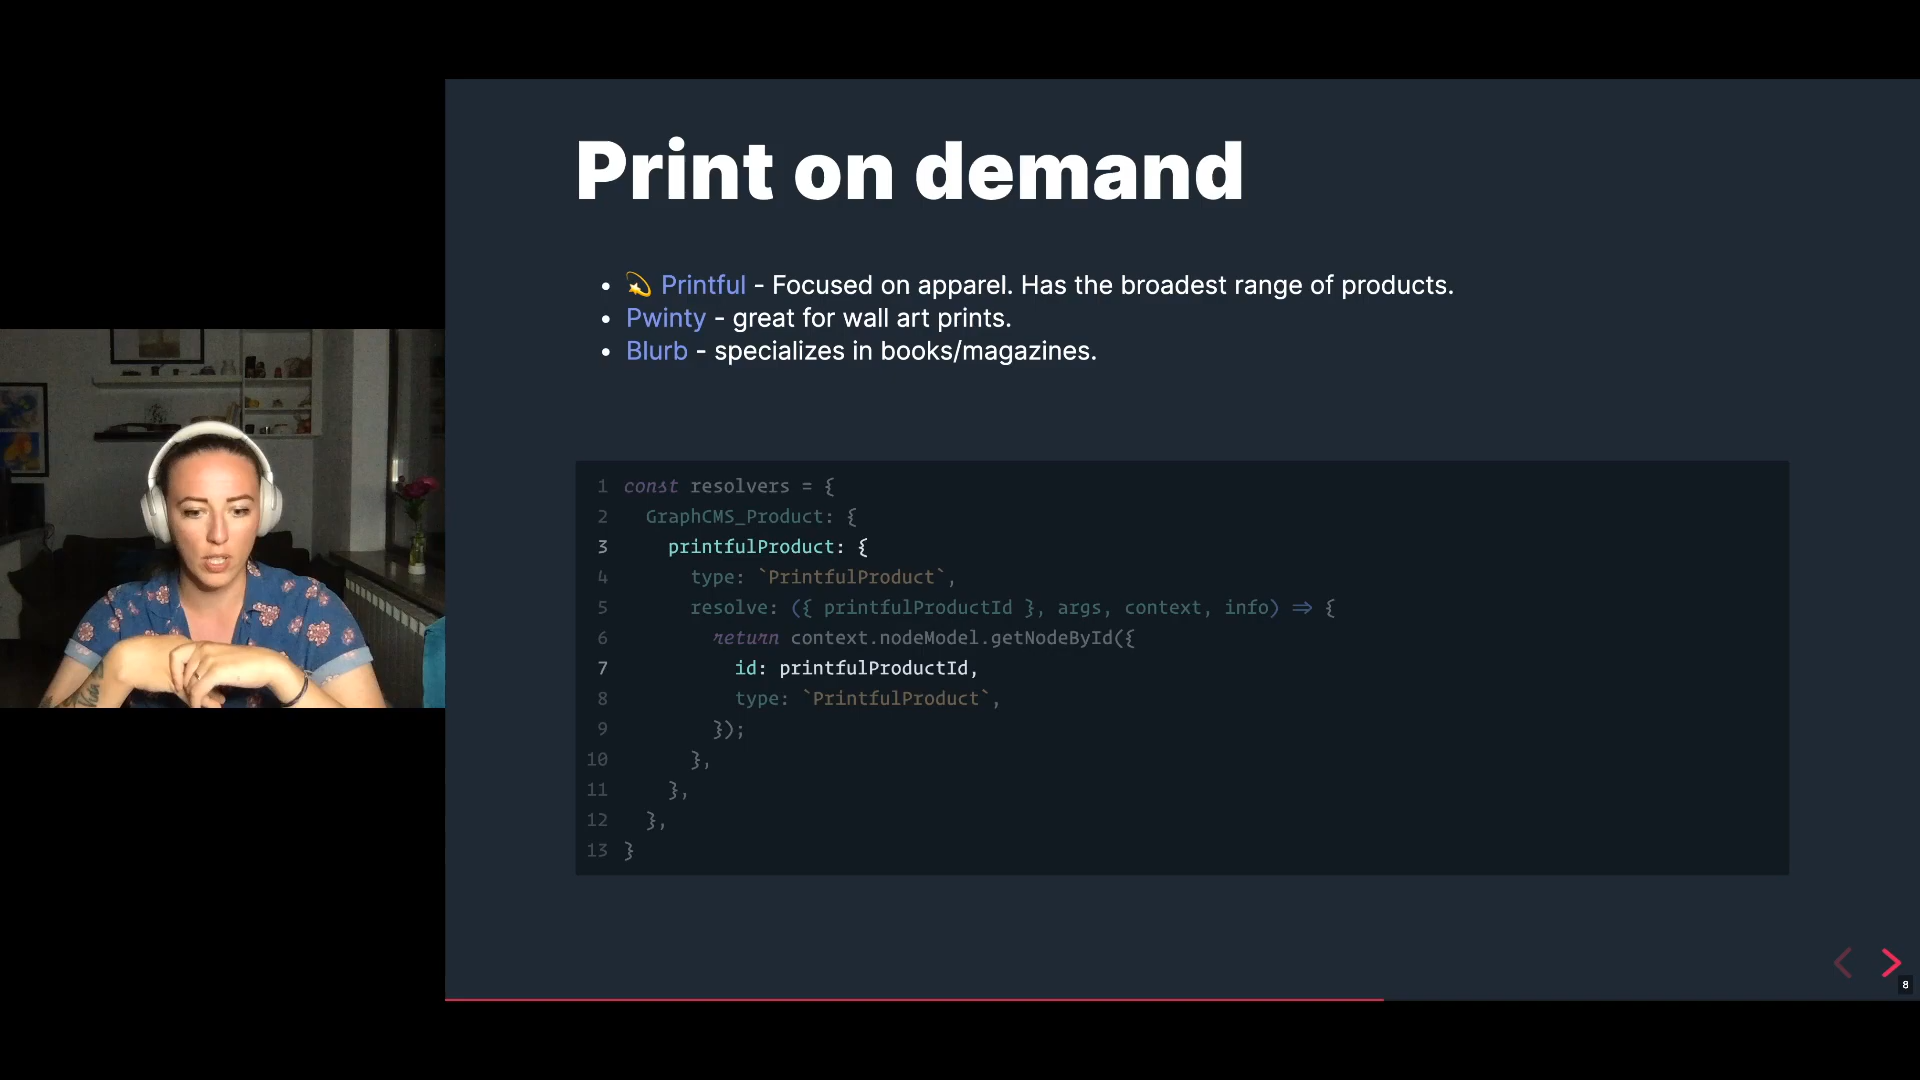 Print on demand
• 💫 Printful - Focused on apparel. Has the broadest range of products.
• Pwinty - great for wall art prints.
• Blurb - specializes in books/magazines.
1 const resolvers = {
2 GraphCMS_Product: {
3 printfulProduct: {
4 type: `PrintfulProduct`,
5 resolve: ({ printfulProductId }, args, context, info) => {
6 return context.nodeModel.getNodeById({
7 id: printfulProductId,
8 type: `PrintfulProduct`,
9 });
10 },
11 },
12 },
13 }
8